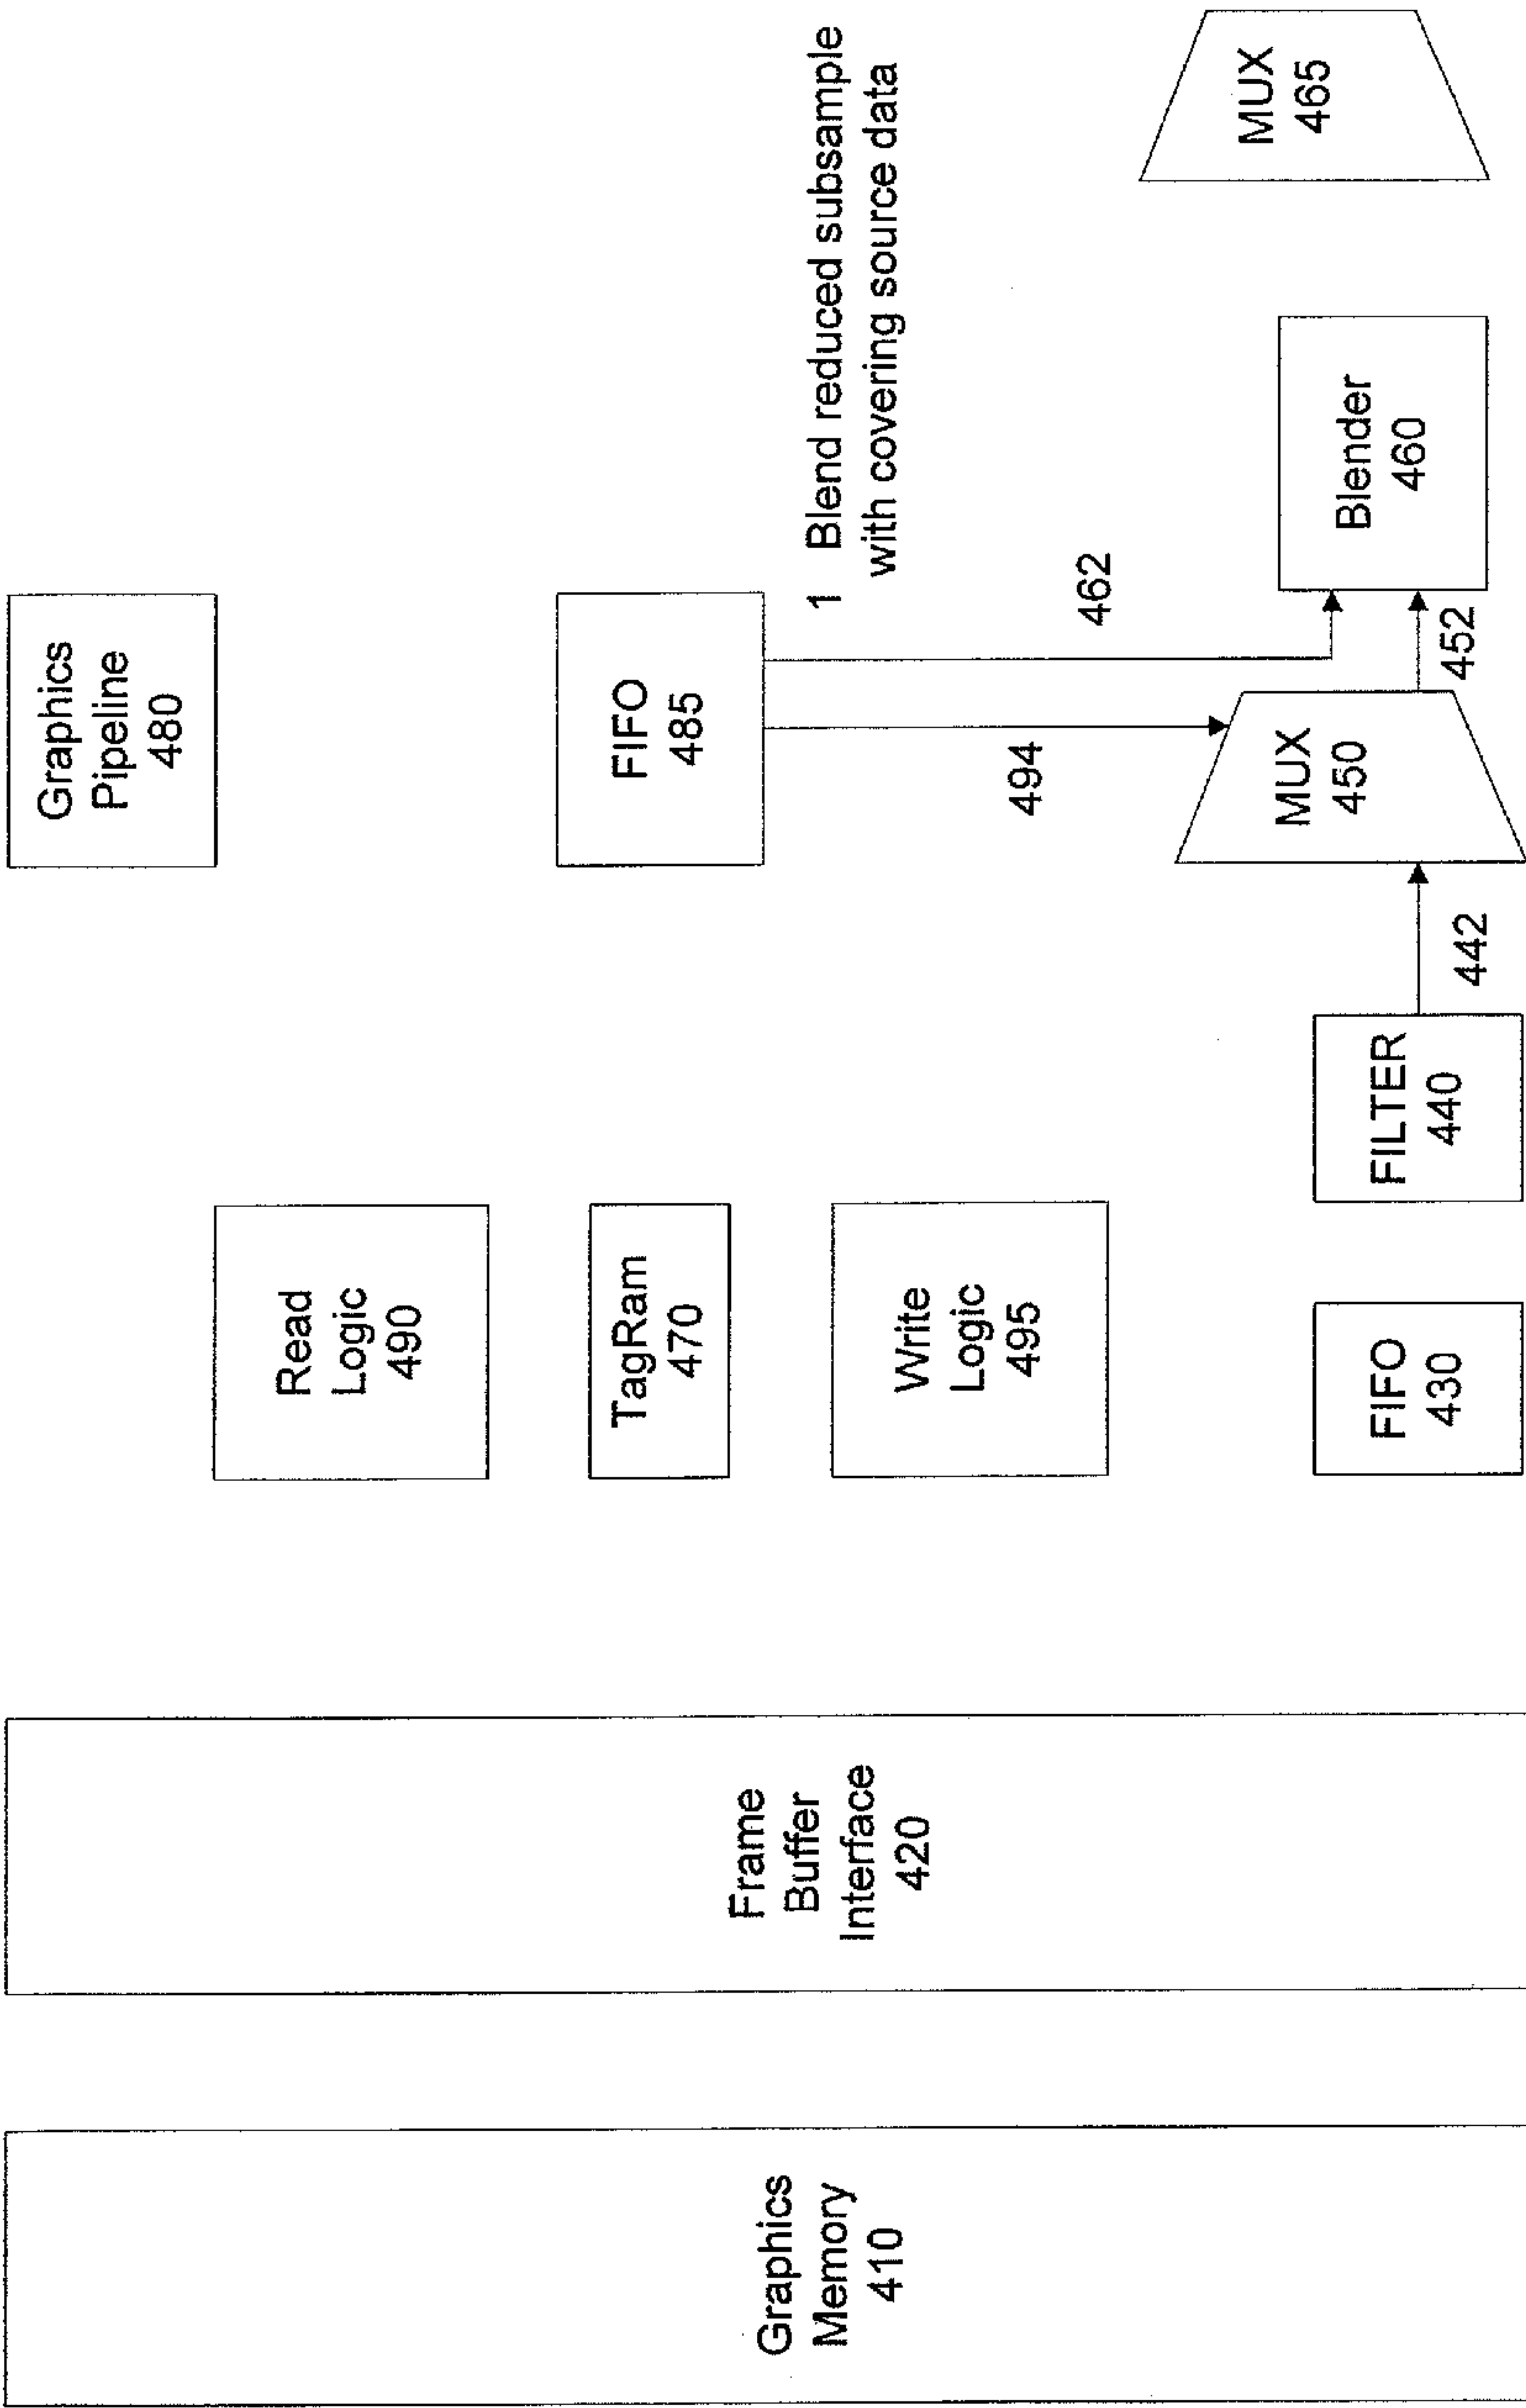 Graphics
Pipeline
480
Read
Logic
490
FIFO
485
TagRam
470
Graphics
Memory
410
Frame
Buffer
Interface
420
Write
Logic
495
1 Blend reduced subsample
with covering source data
494
462
FIFO
430
FILTER
440
442
MUX
450
452
Blender
460
MUX
465